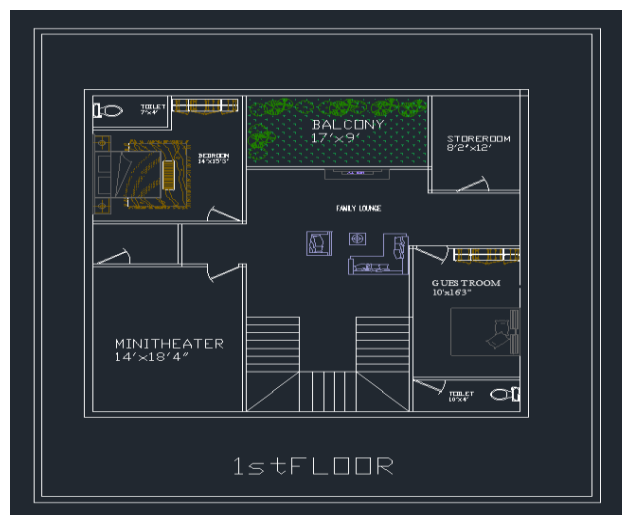 TOILET
7'x4'
BALCONY
17'x9'
STOREROOM
8'2"x12'
BEDROOM
14'x15'3"
FAMILY LOUNGE
GUESTROOM
10'x16'3"
MINITHEATER
14'x18'4"
TOILET
10'x4'
1stFLOOR